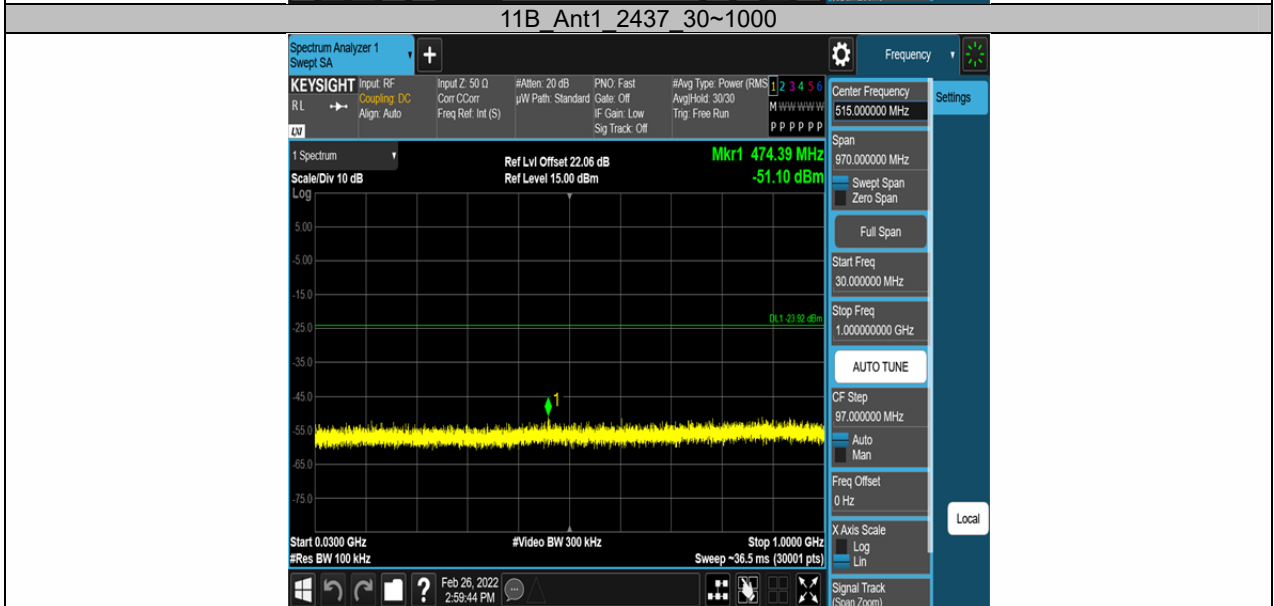 11B_Ant1_2437_30~1000
Spectrum Analyzer 1
Swept SA
+
Frequency
KEYSIGHT
RL
LXI
Input: RF
Coupling: DC
Align: Auto
Input Z: 50 Ω
Corr CCorr
Freq Ref: Int (S)
#Atten: 20 dB
µW Path: Standard
PNO: Fast
Gate: Off
IF Gain: Low
Sig Track: Off
#Avg Type: Power (RMS
Avg|Hold: 30/30
Trig: Free Run
1 2 3 4 5 6
M W W W W W
P P P P P P
1 Spectrum
Scale/Div 10 dB
Log
Ref Lvl Offset 22.06 dB
Ref Level 15.00 dBm
Mkr1 474.39 MHz
-51.10 dBm
5.00
-5.00
-15.0
-25.0
-35.0
-45.0
-55.0
-65.0
-75.0
DL1 -23.92 dBm
1
Start 0.0300 GHz
#Res BW 100 kHz
#Video BW 300 kHz
Stop 1.0000 GHz
Sweep ~36.5 ms (30001 pts)
?
Feb 26, 2022
2:59:44 PM
Center Frequency
515.000000 MHz
Span
970.000000 MHz
Swept Span
Zero Span
Full Span
Start Freq
30.000000 MHz
Stop Freq
1.000000000 GHz
AUTO TUNE
CF Step
97.000000 MHz
Auto
Man
Freq Offset
0 Hz
X Axis Scale
Log
Lin
Signal Track
(Span Zoom)
Settings
Local